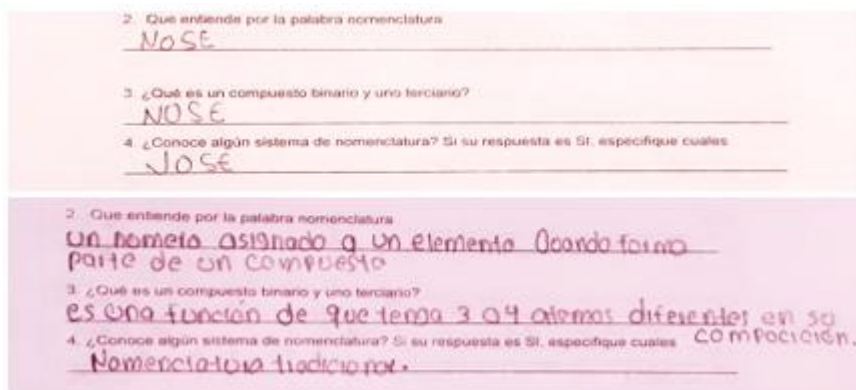 2. Que entiende por la palabra nomenclatura
NOSE
3. ¿Qué es un compuesto binario y uno terciario?
NOSE
4. ¿Conoce algún sistema de nomenclatura? Si su respuesta es SI, especifique cuales
NOSE
2. Que entiende por la palabra nomenclatura
un nomero asignado a un elemento Ocando forma
parte de un compuesto
3. ¿Qué es un compuesto binario y uno terciario?
es una función de que tenga 3 o 4 atomos diferentes en su
composición.
4. ¿Conoce algún sistema de nomenclatura? Si su respuesta es SI, especifique cuales
Nomenclatura tradicional.